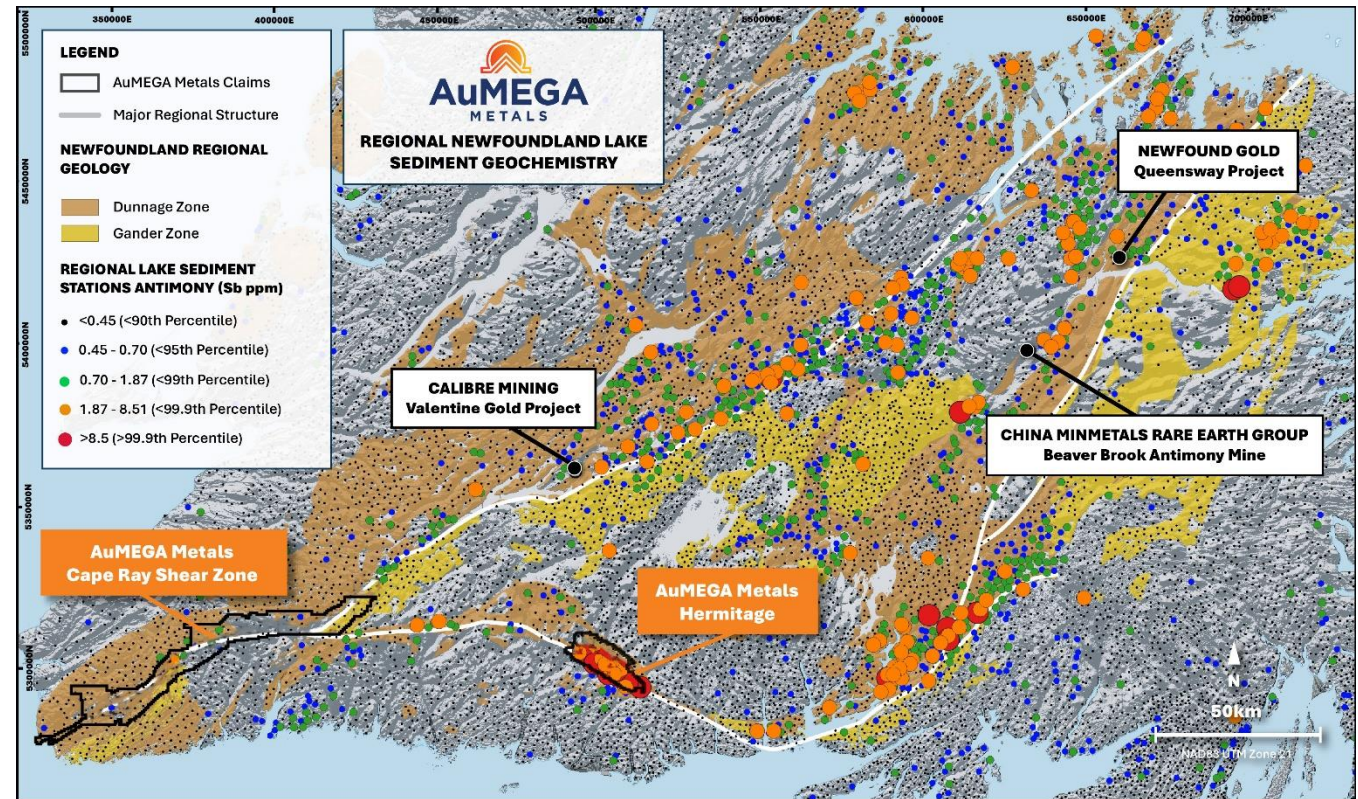 350000E
400000E
450000E
500000E
550000E
600000E
650000E
700000E
5500000N
5450000N
5400000N
5350000N
5300000N
LEGEND
AuMEGA Metals Claims
Major Regional Structure
NEWFOUNDLAND REGIONAL
GEOLOGY
Dunnage Zone
Gander Zone
REGIONAL LAKE SEDIMENT
STATIONS ANTIMONY (Sb ppm)
<0.45 (<90th Percentile)
0.45 - 0.70 (<95th Percentile)
0.70 - 1.87 (<99th Percentile)
1.87 - 8.51 (<99.9th Percentile)
>8.5 (>99.9th Percentile)
AuMEGA
METALS
REGIONAL NEWFOUNDLAND LAKE
SEDIMENT GEOCHEMISTRY
NEWFOUND GOLD
Queensway Project
CALIBRE MINING
Valentine Gold Project
CHINA MINMETALS RARE EARTH GROUP
Beaver Brook Antimony Mine
AuMEGA Metals
Cape Ray Shear Zone
AuMEGA Metals
Hermitage
N
50km
NAD83 UTM Zone 21